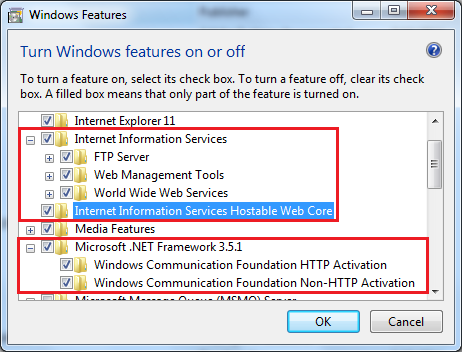 Windows Features
Turn Windows features on or off
To turn a feature on, select its check box. To turn a feature off, clear its check
box. A filled box means that only part of the feature is turned on.
Internet Explorer 11
Internet Information Services
FTP Server
Web Management Tools
World Wide Web Services
Internet Information Services Hostable Web Core
Media Features
Microsoft .NET Framework 3.5.1
Windows Communication Foundation HTTP Activation
Windows Communication Foundation Non-HTTP Activation
Microsoft Message Queue (MSMQ) Server
OK
Cancel